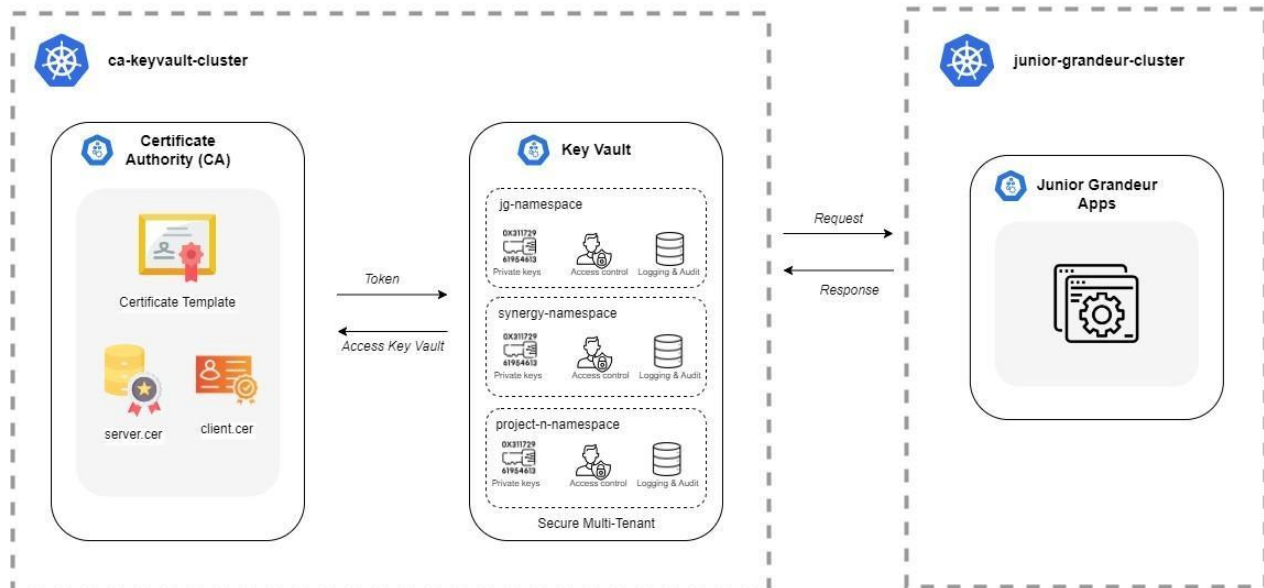 ca-keyvault-cluster
junior-grandeur-cluster
Certificate
Authority (CA)
Certificate Template
server.cer
client.cer
Token
Access Key Vault
Key Vault
jg-namespace
0X311729
61954613
Private keys
Access control
Logging & Audit
synergy-namespace
0X311729
61954613
Private keys
Access control
Logging & Audit
project-n-namespace
0X311729
61954613
Private keys
Access control
Logging & Audit
Secure Multi-Tenant
Request
Response
Junior Grandeur
Apps